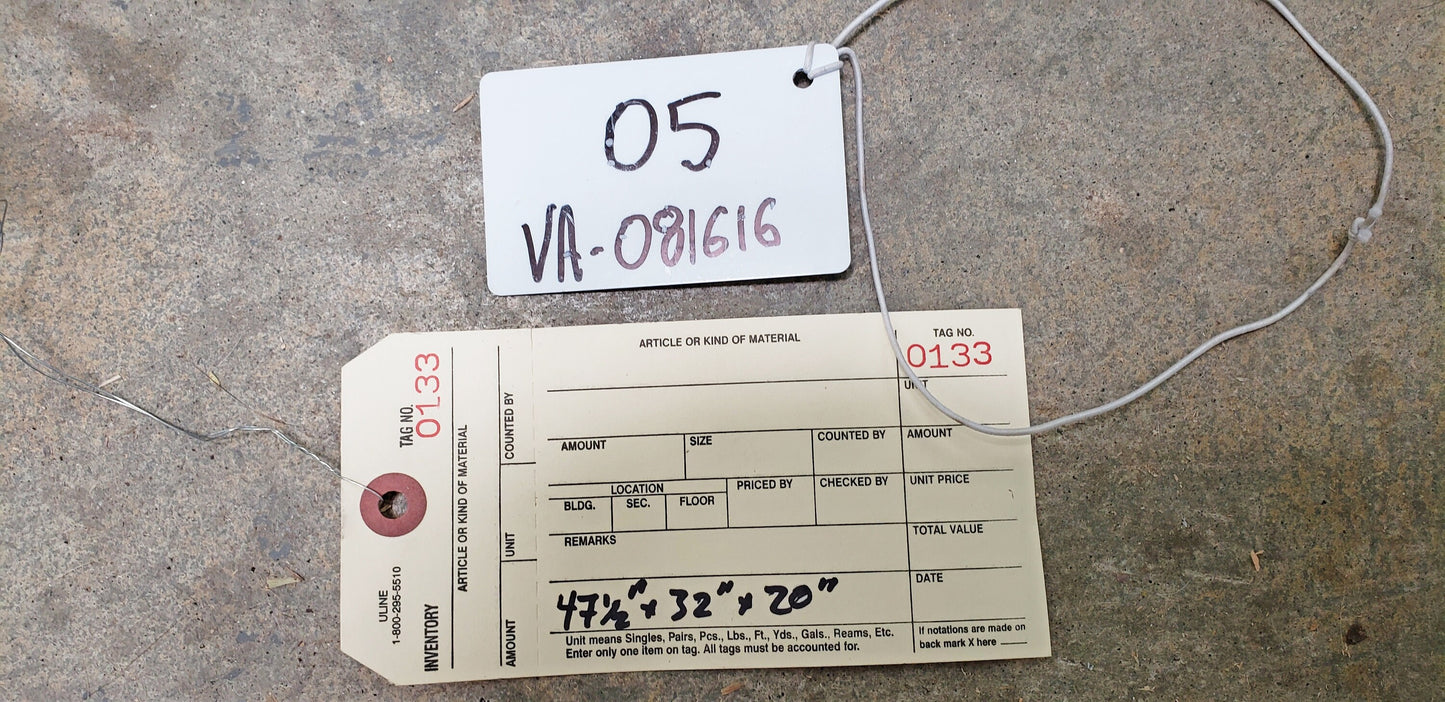 05
VA-081616
ARTICLE OR KIND OF MATERIAL
TAG NO.
0133
UNIT
AMOUNT
SIZE
COUNTED BY
AMOUNT
LOCATION
BLDG.
SEC.
FLOOR
PRICED BY
CHECKED BY
UNIT PRICE
REMARKS
TOTAL VALUE
DATE
47 1/2" x 32" x 20"
Unit means Singles, Pairs, Pcs., Lbs., Ft., Yds., Gals., Reams, Etc.
Enter only one item on tag. All tags must be accounted for.
If notations are made on
back mark X here
TAG NO.
0133
ULINE
1-800-295-5510
INVENTORY
ARTICLE OR KIND OF MATERIAL
COUNTED BY
UNIT
AMOUNT